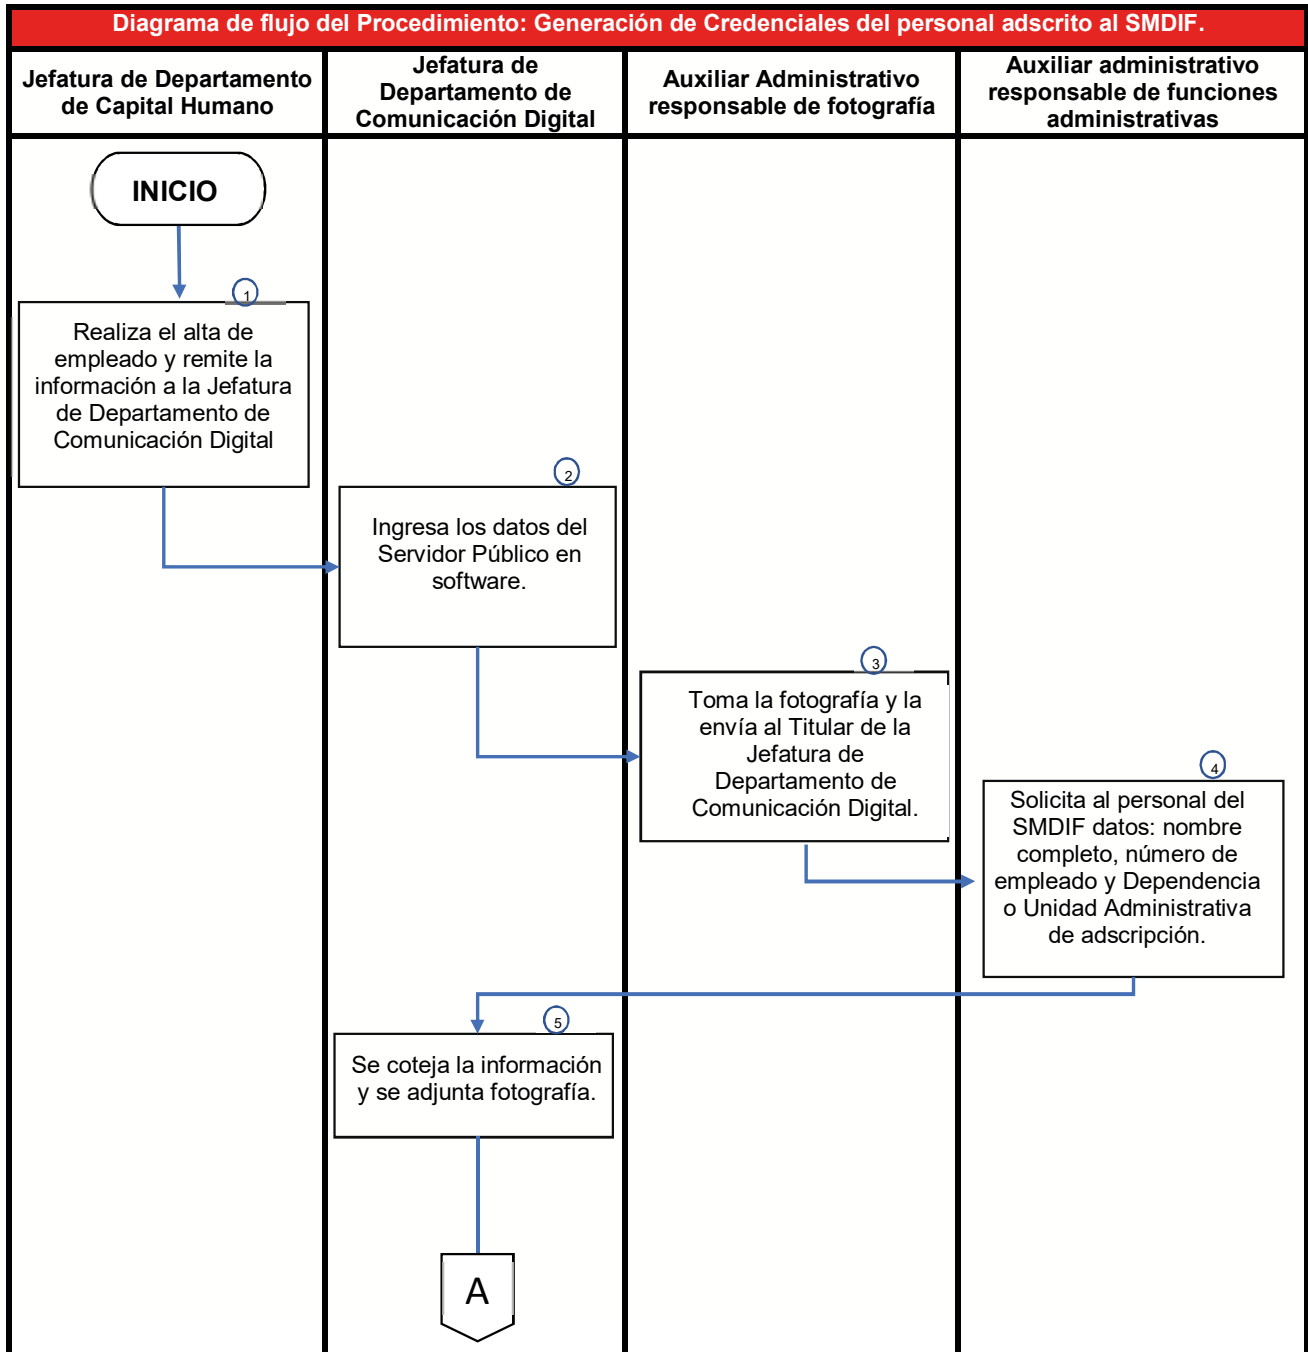 Diagrama de flujo del Procedimiento: Generación de Credenciales del personal adscrito al SMDIF.
Jefatura de Departamento
de Capital Humano
Jefatura de
Departamento de
Comunicación Digital
Auxiliar Administrativo
responsable de fotografía
Auxiliar administrativo
responsable de funciones
administrativas
INICIO
1
Realiza el alta de
empleado y remite la
información a la Jefatura
de Departamento de
Comunicación Digital
2
Ingresa los datos del
Servidor Público en
software.
3
Toma la fotografía y la
envía al Titular de la
Jefatura de
Departamento de
Comunicación Digital.
4
Solicita al personal del
SMDIF datos: nombre
completo, número de
empleado y Dependencia
o Unidad Administrativa
de adscripción.
5
Se coteja la información
y se adjunta fotografía.
A